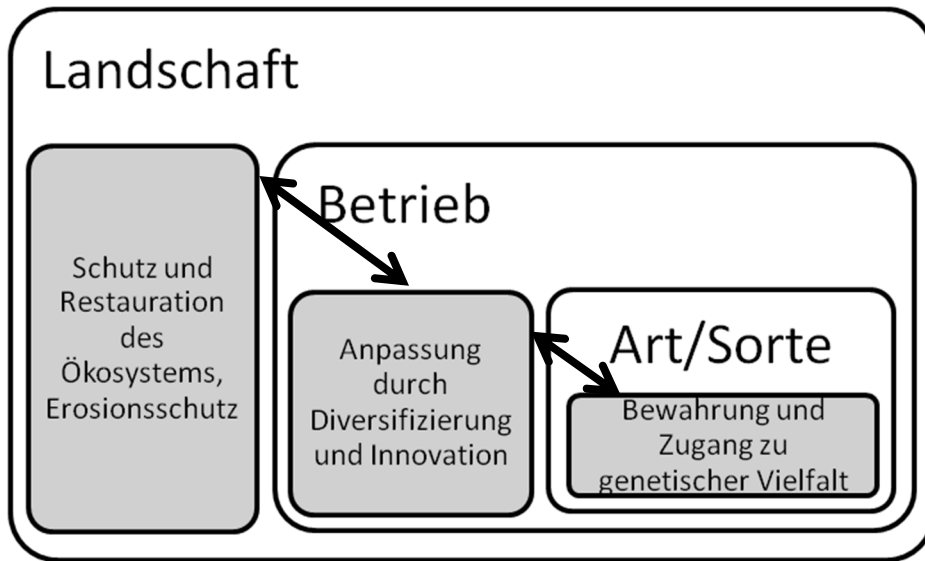 Landschaft
Schutz und
Restauration
des
Ökosystems,
Erosionsschutz
Betrieb
Anpassung
durch
Diversifizierung
und Innovation
Art/Sorte
Bewahrung und
Zugang zu
genetischer Vielfalt